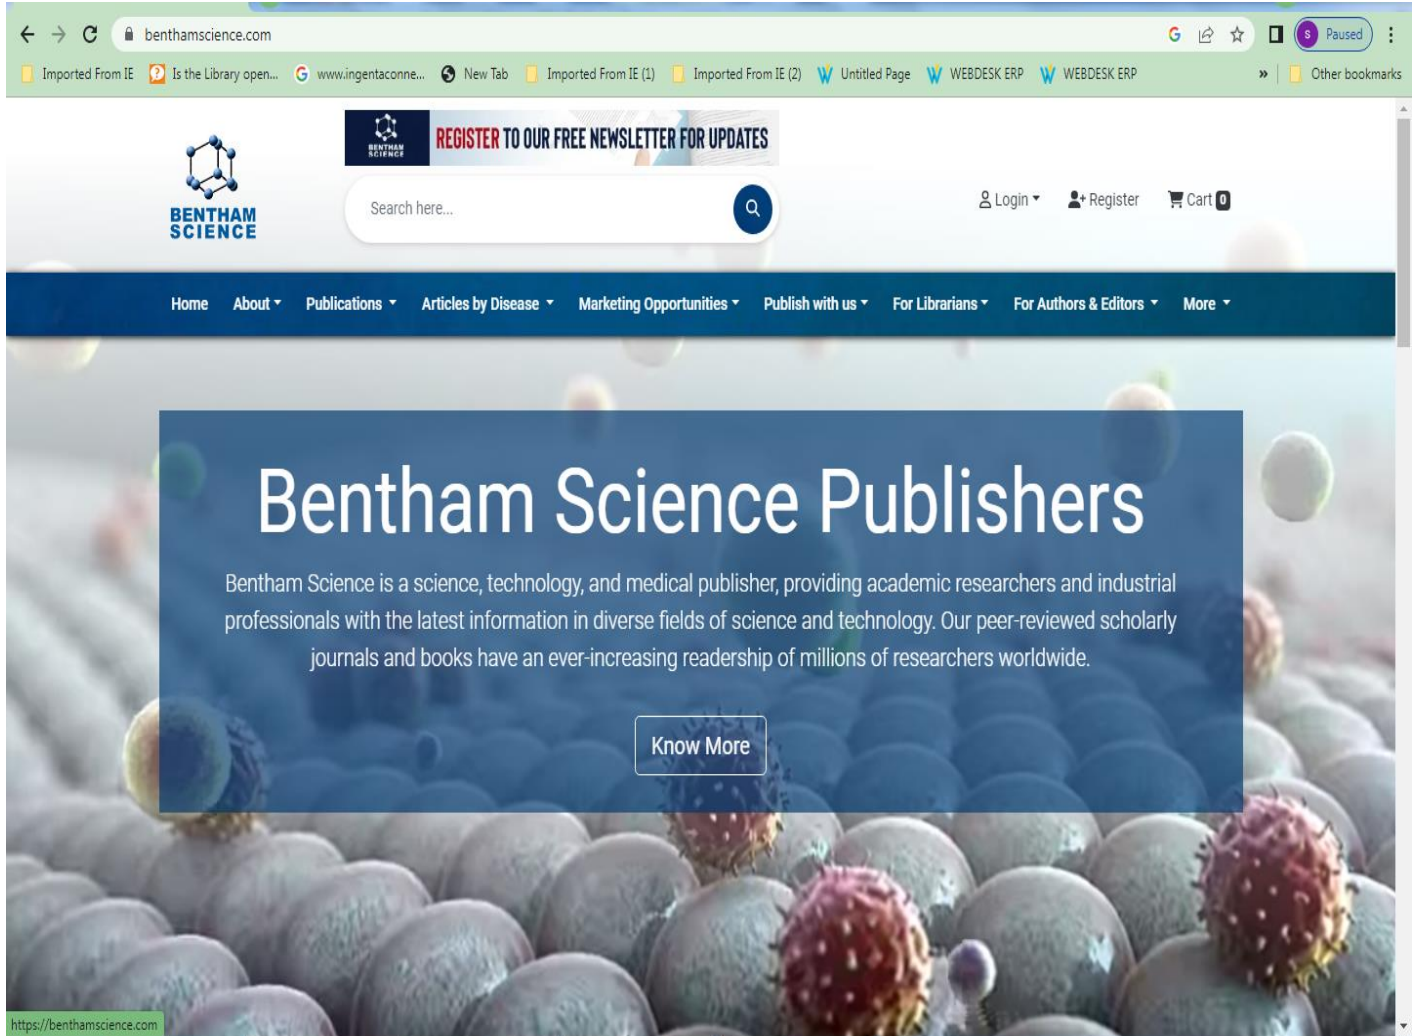 benthamscience.com
G
S
Paused
Imported From IE
Is the Library open...
www.ingentaconne...
New Tab
Imported From IE (1)
Imported From IE (2)
Untitled Page
WEBDESK ERP
WEBDESK ERP
»
Other bookmarks
BENTHAM
SCIENCE
BENTHAM
SCIENCE
REGISTER TO OUR FREE NEWSLETTER FOR UPDATES
Search here...
Login
Register
Cart 0
Home
About
Publications
Articles by Disease
Marketing Opportunities
Publish with us
For Librarians
For Authors & Editors
More
Bentham Science Publishers
Bentham Science is a science, technology, and medical publisher, providing academic researchers and industrial
professionals with the latest information in diverse fields of science and technology. Our peer-reviewed scholarly
journals and books have an ever-increasing readership of millions of researchers worldwide.
Know More
https://benthamscience.com